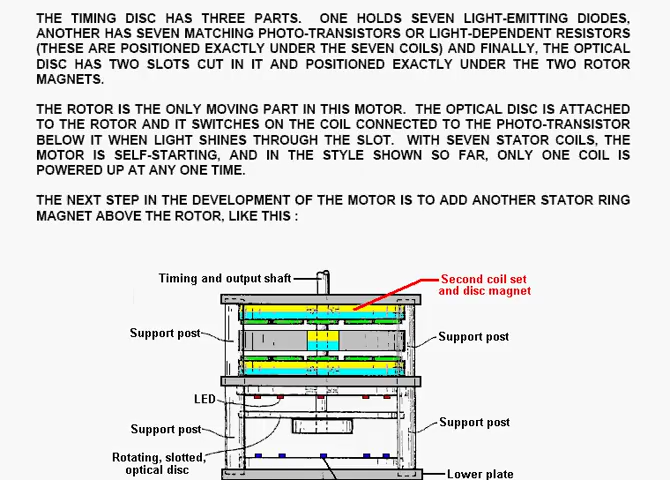 THE TIMING DISC HAS THREE PARTS. ONE HOLDS SEVEN LIGHT-EMITTING DIODES,
ANOTHER HAS SEVEN MATCHING PHOTO-TRANSISTORS OR LIGHT-DEPENDENT RESISTORS
(THESE ARE POSITIONED EXACTLY UNDER THE SEVEN COILS) AND FINALLY, THE OPTICAL
DISC HAS TWO SLOTS CUT IN IT AND POSITIONED EXACTLY UNDER THE TWO ROTOR
MAGNETS.
THE ROTOR IS THE ONLY MOVING PART IN THIS MOTOR. THE OPTICAL DISC IS ATTACHED
TO THE ROTOR AND IT SWITCHES ON THE COIL CONNECTED TO THE PHOTO-TRANSISTOR
BELOW IT WHEN LIGHT SHINES THROUGH THE SLOT. WITH SEVEN STATOR COILS, THE
MOTOR IS SELF-STARTING, AND IN THE STYLE SHOWN SO FAR, ONLY ONE COIL IS
POWERED UP AT ANY ONE TIME.
THE NEXT STEP IN THE DEVELOPMENT OF THE MOTOR IS TO ADD ANOTHER STATOR RING
MAGNET ABOVE THE ROTOR, LIKE THIS :
Timing and output shaft
Second coil set
and disc magnet
Support post
Support post
LED
Support post
Support post
Rotating, slotted,
optical disc
Lower plate